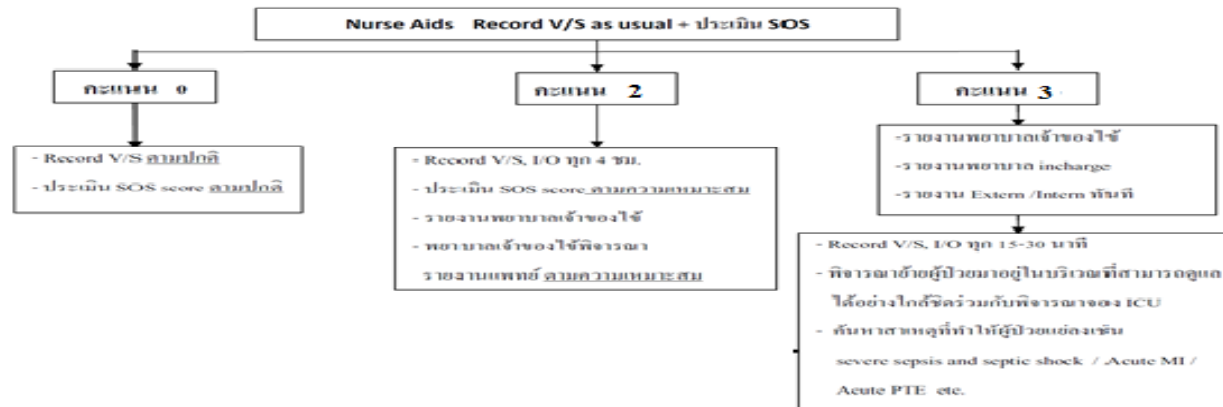 Nurse Aids Record V/S as usual + ประเมิน SOS
คะแนน 0
- Record V/S ตามปกติ
- ประเมิน SOS score ตามปกติ
คะแนน 2
- Record V/S, I/O ทุก 4 ชม.
- ประเมิน SOS score ตามความเหมาะสม
- รายงานพยาบาลเจ้าของไข้
- พยาบาลเจ้าของไข้พิจารณา
รายงานแพทย์ ตามความเหมาะสม
คะแนน 3
-รายงานพยาบาลเจ้าของไข้
-รายงานพยาบาล incharge
-รายงาน Extern /Intern ทันที
- Record V/S, I/O ทุก 15-30 นาที
- พิจารณาย้ายผู้ป่วยมาอยู่ในบริเวณที่สามารถดูแล
ได้อย่างใกล้ชิดร่วมกับพิจารณาจอง ICU
- ค้นหาสาเหตุที่ทำให้ผู้ป่วยแย่ลงเช่น
severe sepsis and septic shock / Acute MI /
Acute PTE etc.